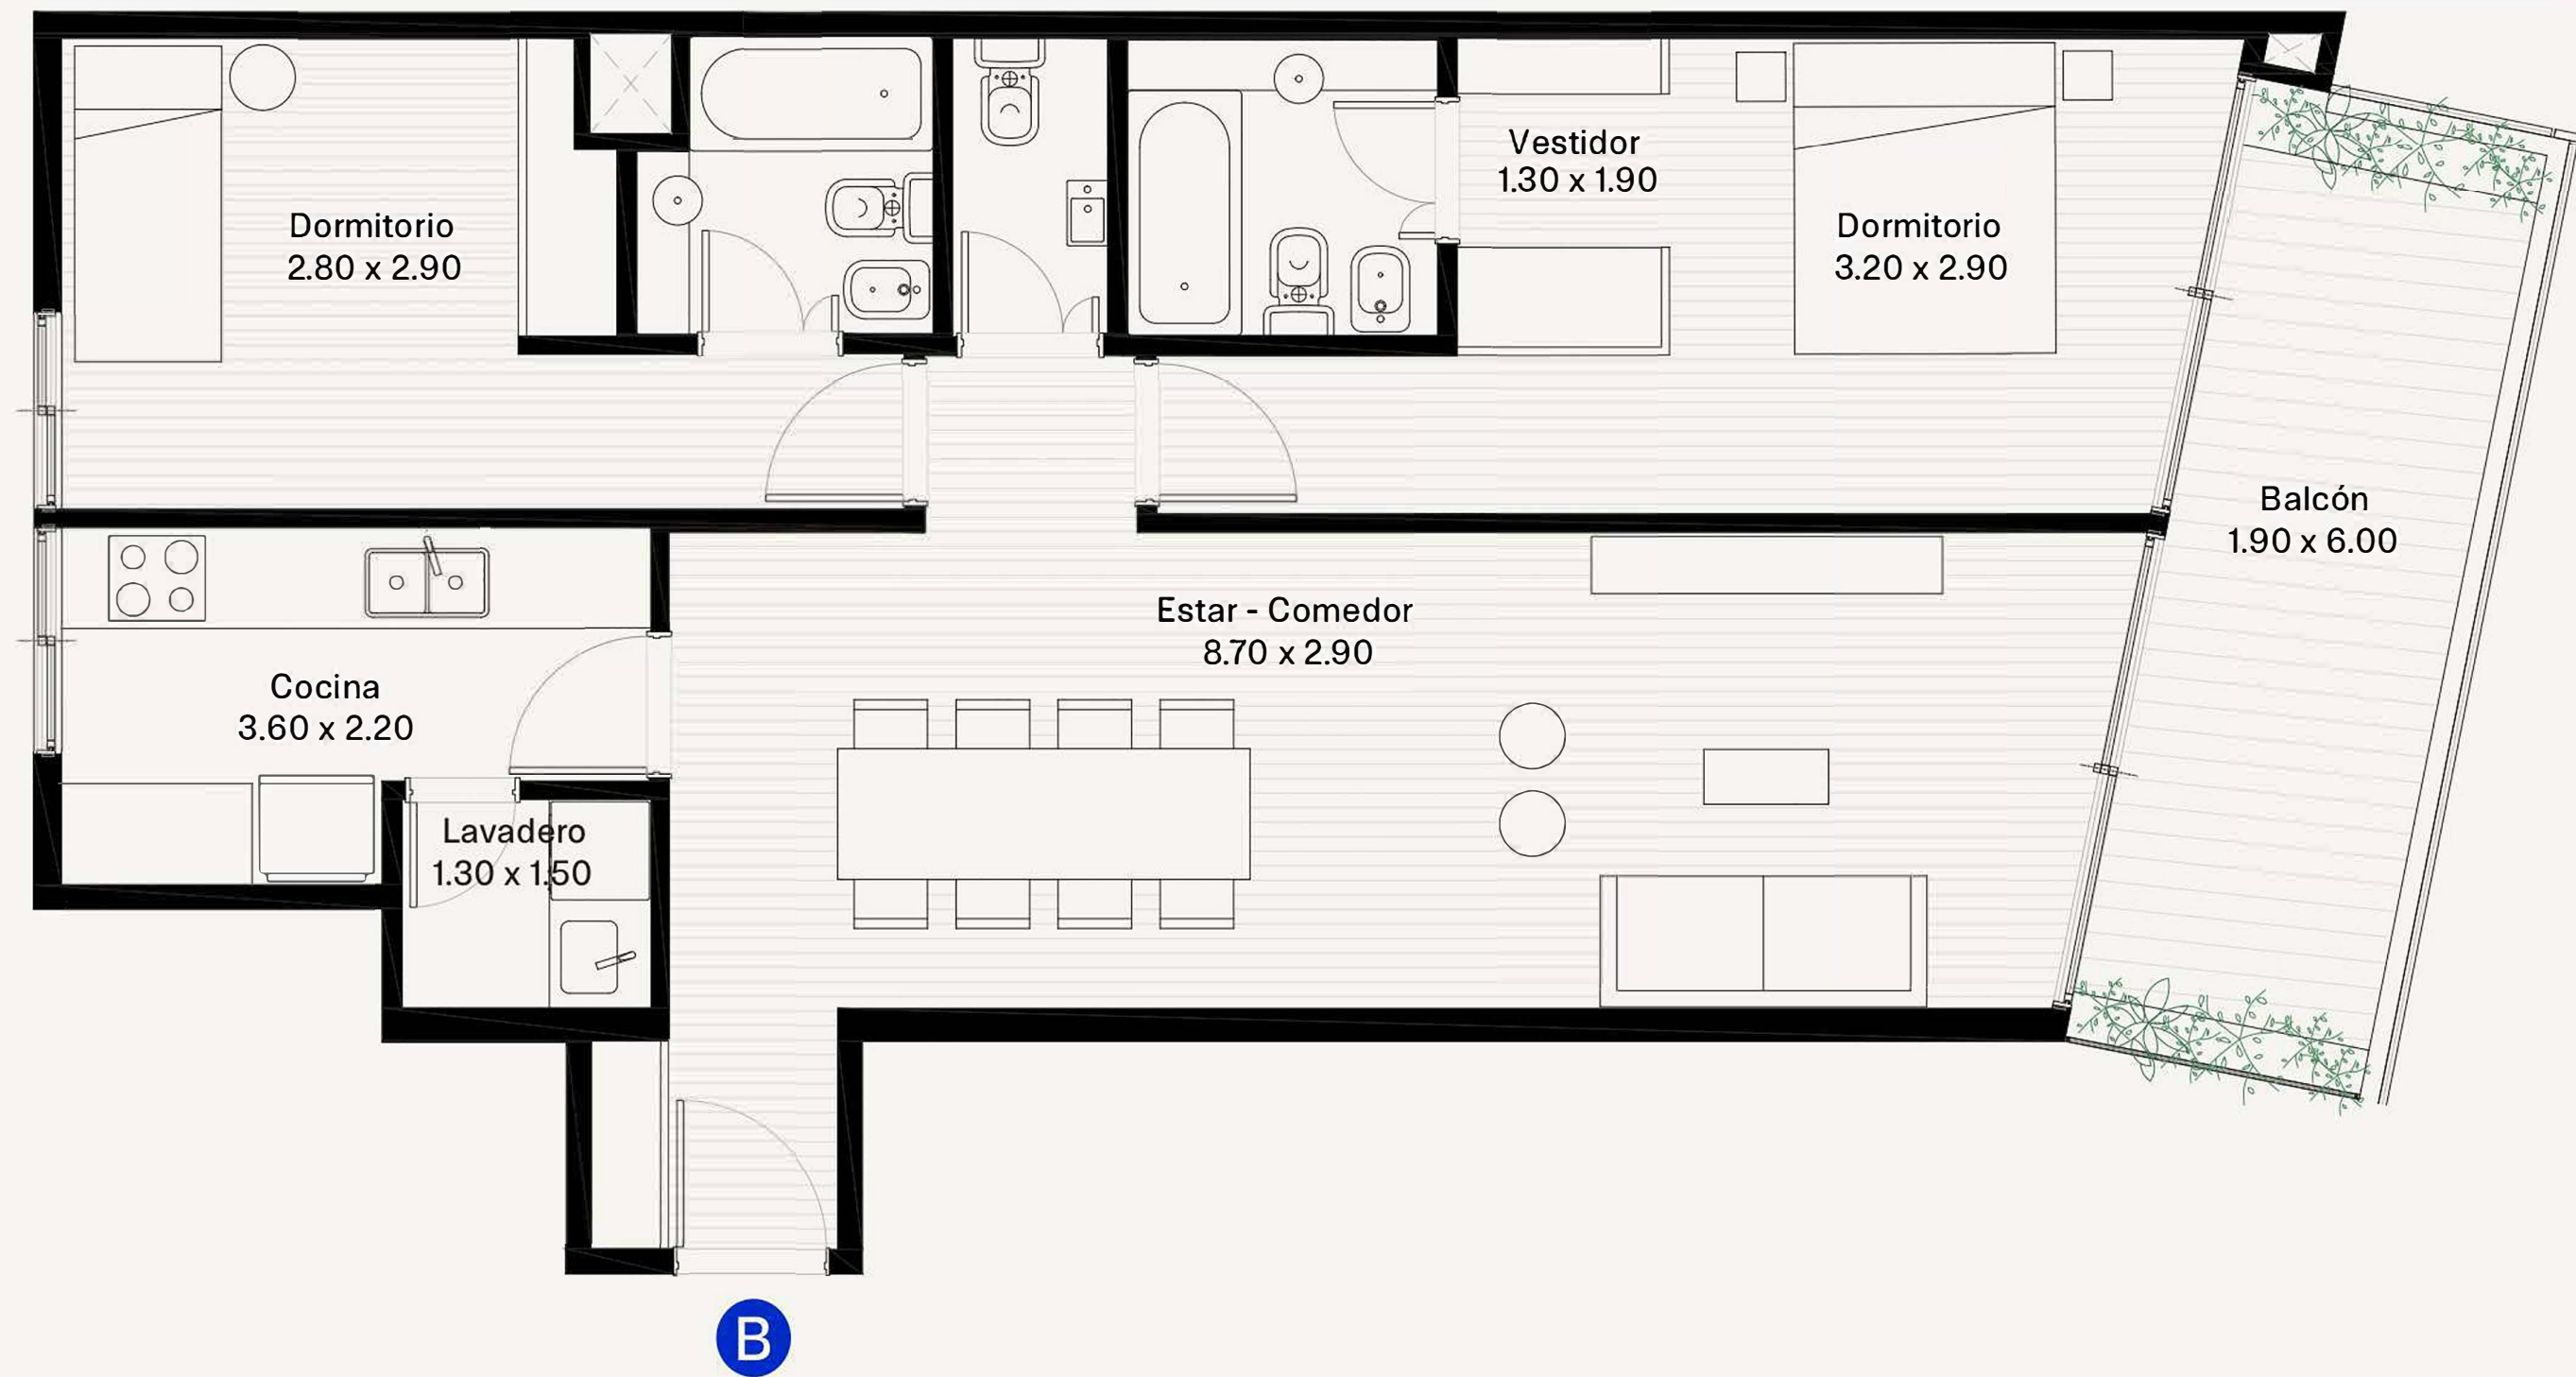 Vestidor
1.30 x 1.90
Dormitorio
2.80 x 2.90
Dormitorio
3.20 x 2.90
Balcón
1.90 x 6.00
Estar - Comedor
8.70 x 2.90
Cocina
3.60 x 2.20
Lavadero
1.30 x 1.50
B